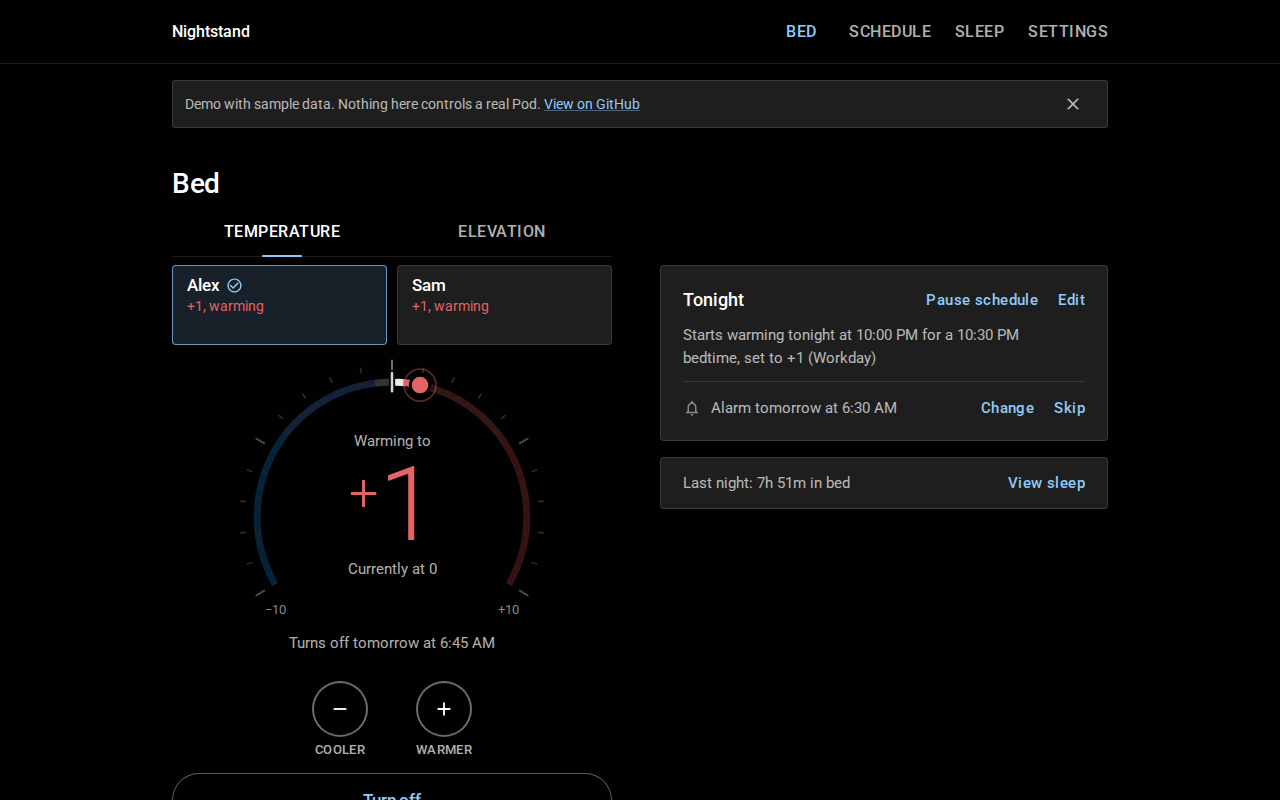 Nightstand
BED SCHEDULE SLEEP SETTINGS
Demo with sample data. Nothing here controls a real Pod. View on GitHub
Bed
TEMPERATURE ELEVATION
Alex
+1, warming
Sam
+1, warming
Warming to
+1
Currently at 0
−10
+10
Turns off tomorrow at 6:45 AM
COOLER
WARMER
Turn off
Tonight
Pause schedule Edit
Starts warming tonight at 10:00 PM for a 10:30 PM
bedtime, set to +1 (Workday)
Alarm tomorrow at 6:30 AM
Change Skip
Last night: 7h 51m in bed
View sleep